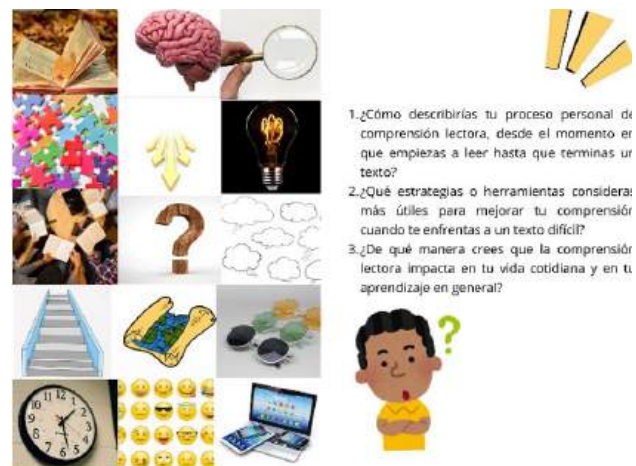 1.¿Cómo describirías tu proceso personal de
comprensión lectora, desde el momento en
que empiezas a leer hasta que terminas un
texto?
2.¿Qué estrategias o herramientas consideras
más útiles para mejorar tu comprensión
cuando te enfrentas a un texto difícil?
3.¿De qué manera crees que la comprensión
lectora impacta en tu vida cotidiana y en tu
aprendizaje en general?